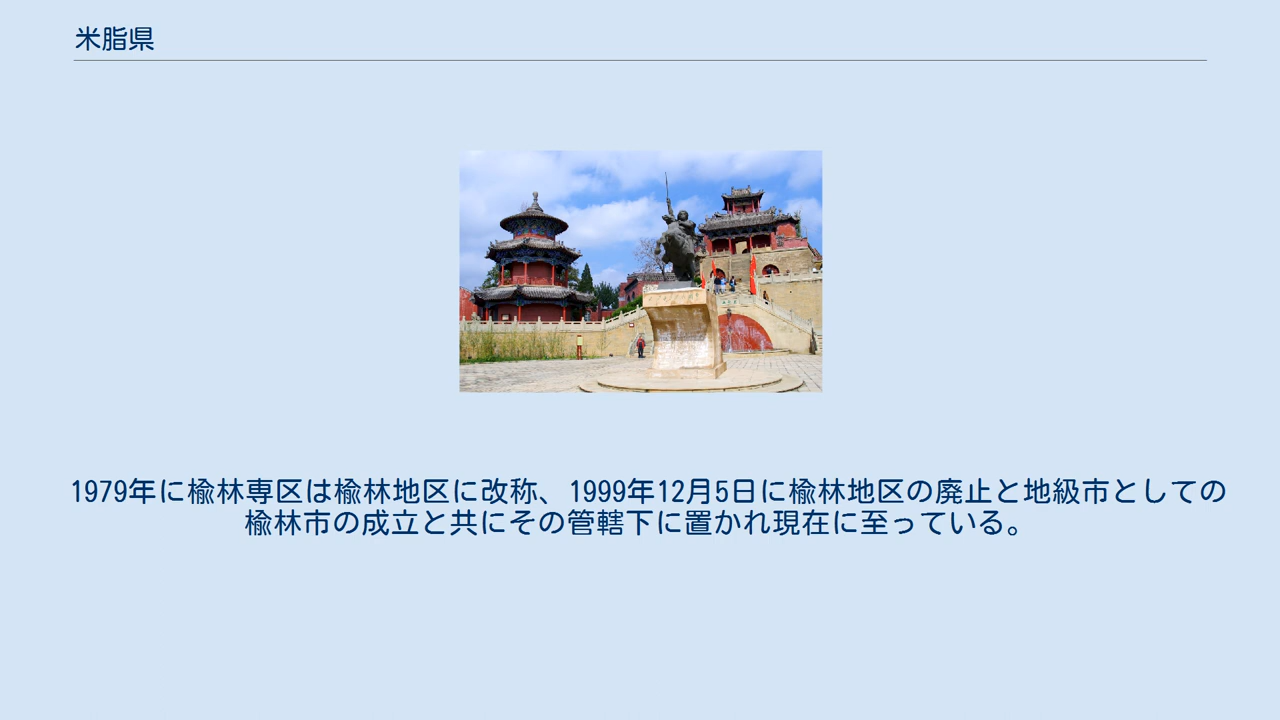 米脂県
1979年に楡林専区は楡林地区に改称、1999年12月5日に楡林地区の廃止と地級市としての
楡林市の成立と共にその管轄下に置かれ現在に至っている。